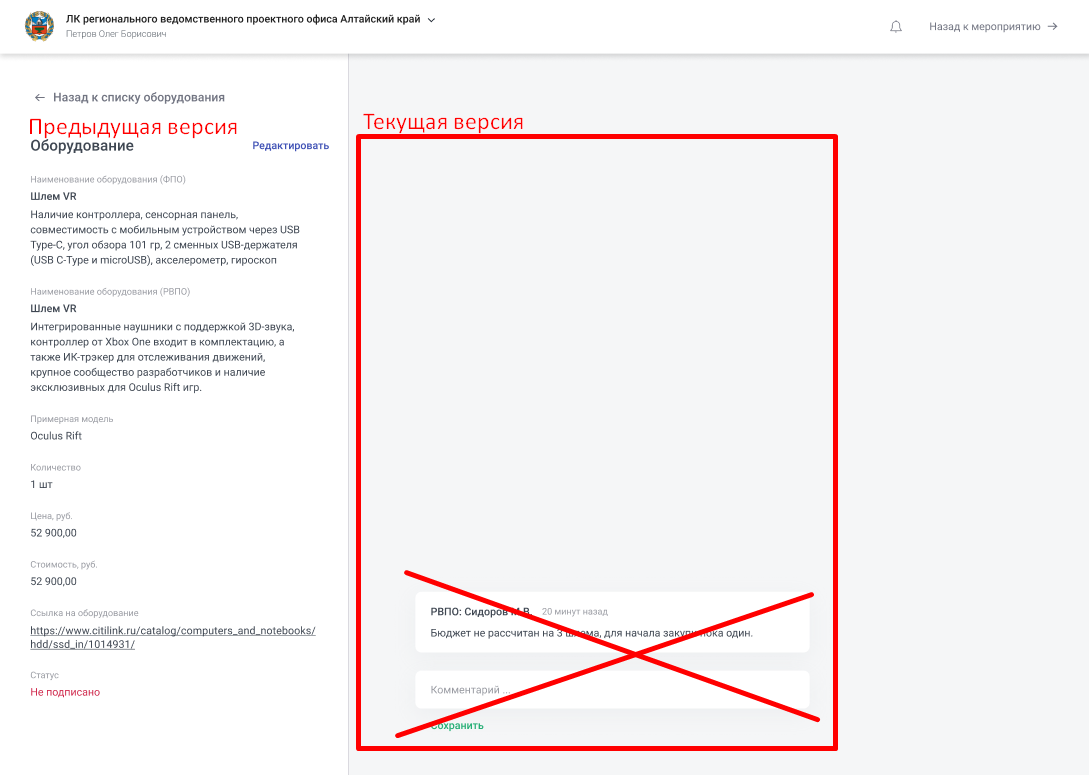 ЛК регионального ведомственного проектного офиса Алтайский край
Петров Олег Борисович
Назад к мероприятию →
← Назад к списку оборудования
Предыдущая версия
Оборудование
Редактировать
Наименование оборудования (ФПО)
Шлем VR
Наличие контроллера, сенсорная панель,
совместимость с мобильным устройством через USB
Type-C, угол обзора 101 гр, 2 сменных USB-держателя
(USB C-Type и microUSB), акселерометр, гироскоп
Наименование оборудования (РВПО)
Шлем VR
Интегрированные наушники с поддержкой 3D-звука,
контроллер от Xbox One входит в комплектацию, а
также ИК-трэкер для отслеживания движений,
крупное сообщество разработчиков и наличие
эксклюзивных для Oculus Rift игр.
Примерная модель
Oculus Rift
Количество
1 шт
Цена, руб.
52 900,00
Стоимость, руб.
52 900,00
Ссылка на оборудование
https://www.citilink.ru/catalog/computers_and_notebooks/
hdd/ssd_in/1014931/
Статус
Не подписано
Текущая версия
РВПО: Сидоров М.В. 20 минут назад
Бюджет не рассчитан на 3 шлема, для начала закупи пока один.
Комментарий ...
Сохранить